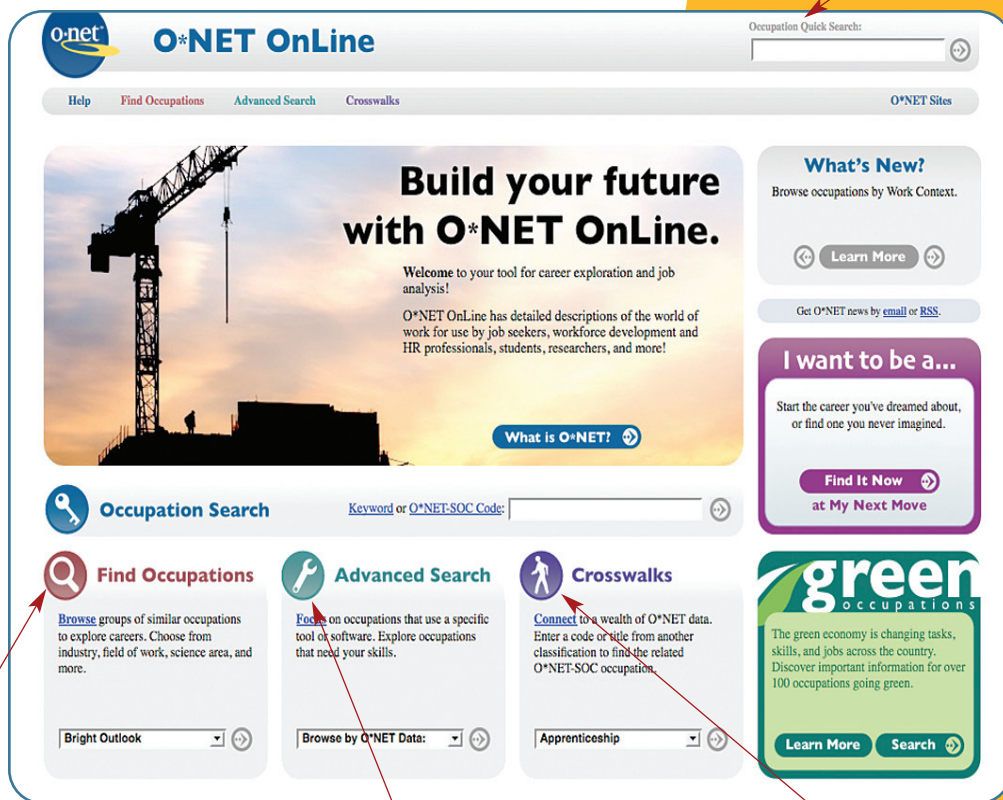 o·net
O*NET OnLine
Occupation Quick Search:
Help Find Occupations Advanced Search Crosswalks O*NET Sites
Build your future
with O*NET OnLine.
Welcome to your tool for career exploration and job
analysis!
O*NET OnLine has detailed descriptions of the world of
work for use by job seekers, workforce development and
HR professionals, students, researchers, and more!
What is O*NET?
What's New?
Browse occupations by Work Context.
Learn More
Get O*NET news by email or RSS.
I want to be a...
Start the career you've dreamed about,
or find one you never imagined.
Find It Now
at My Next Move
Occupation Search
Keyword or O*NET-SOC Code:
Find Occupations
Browse groups of similar occupations
to explore careers. Choose from
industry, field of work, science area, and
more.
Bright Outlook
Advanced Search
Focus on occupations that use a specific
tool or software. Explore occupations
that need your skills.
Browse by O*NET Data:
Crosswalks
Connect to a wealth of O*NET data.
Enter a code or title from another
classification to find the related
O*NET-SOC occupation.
Apprenticeship
green
occupations
The green economy is changing tasks,
skills, and jobs across the country.
Discover important information for over
100 occupations going green.
Learn More Search